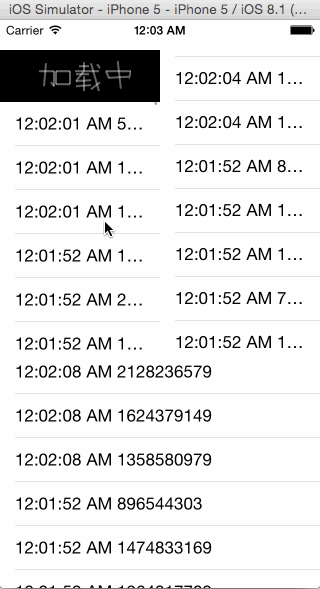 iOS Simulator - iPhone 5 - iPhone 5 / iOS 8.1 (...
Carrier 12:03 AM
加载中
12:02:04 AM 1...
12:02:01 AM 5...
12:02:04 AM 1...
12:02:01 AM 1...
12:01:52 AM 8...
12:02:01 AM 1...
12:01:52 AM 1...
12:01:52 AM 1...
12:01:52 AM 1...
12:01:52 AM 2...
12:01:52 AM 7...
12:01:52 AM 1...
12:01:52 AM 1...
12:02:08 AM 2128236579
12:02:08 AM 1624379149
12:02:08 AM 1358580979
12:01:52 AM 896544303
12:01:52 AM 1474833169